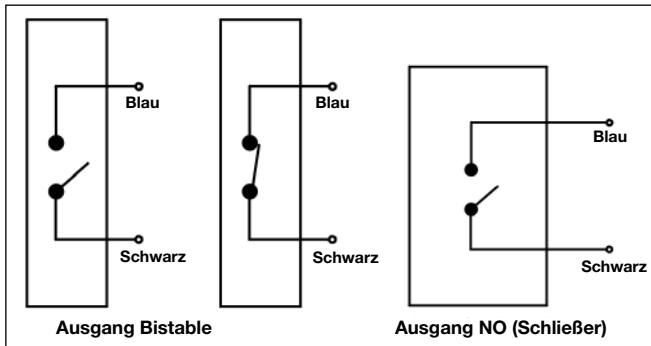 Blau
Schwarz
Blau
Schwarz
Ausgang Bistable
Blau
Schwarz
Ausgang NO (Schließer)